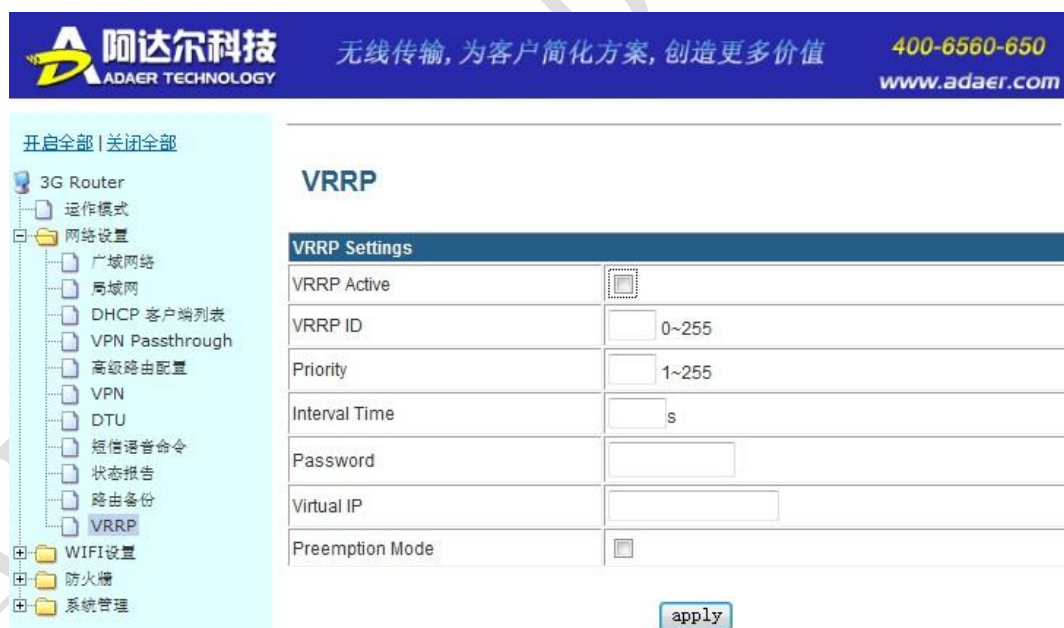 阿达尔科技
ADAER TECHNOLOGY
无线传输,为客户简化方案,创造更多价值
400-6560-650
www.adaer.com
开启全部 | 关闭全部
3G Router
运作模式
网络设置
广域网络
局域网
DHCP 客户端列表
VPN Passthrough
高级路由配置
VPN
DTU
短信语音命令
状态报告
路由备份
VRRP
WIFI设置
防火墙
系统管理
VRRP
VRRP Settings
VRRP Active
VRRP ID 0~255
Priority 1~255
Interval Time s
Password
Virtual IP
Preemption Mode
apply